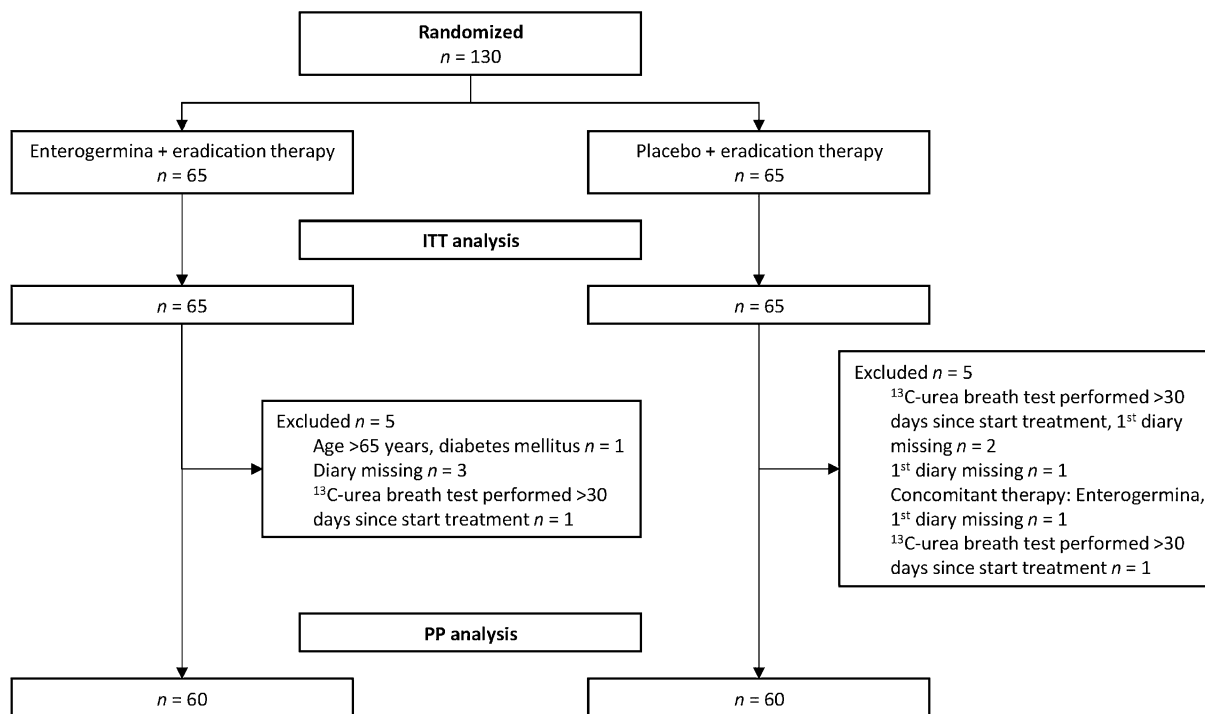 Randomized
n = 130
Enterogermina + eradication therapy
n = 65
Placebo + eradication therapy
n = 65
ITT analysis
n = 65
n = 65
Excluded n = 5
Age >65 years, diabetes mellitus n = 1
Diary missing n = 3
¹³C-urea breath test performed >30
days since start treatment n = 1
Excluded n = 5
¹³C-urea breath test performed >30
days since start treatment, 1ˢᵗ diary
missing n = 2
1ˢᵗ diary missing n = 1
Concomitant therapy: Enterogermina,
1ˢᵗ diary missing n = 1
¹³C-urea breath test performed >30
days since start treatment n = 1
PP analysis
n = 60
n = 60